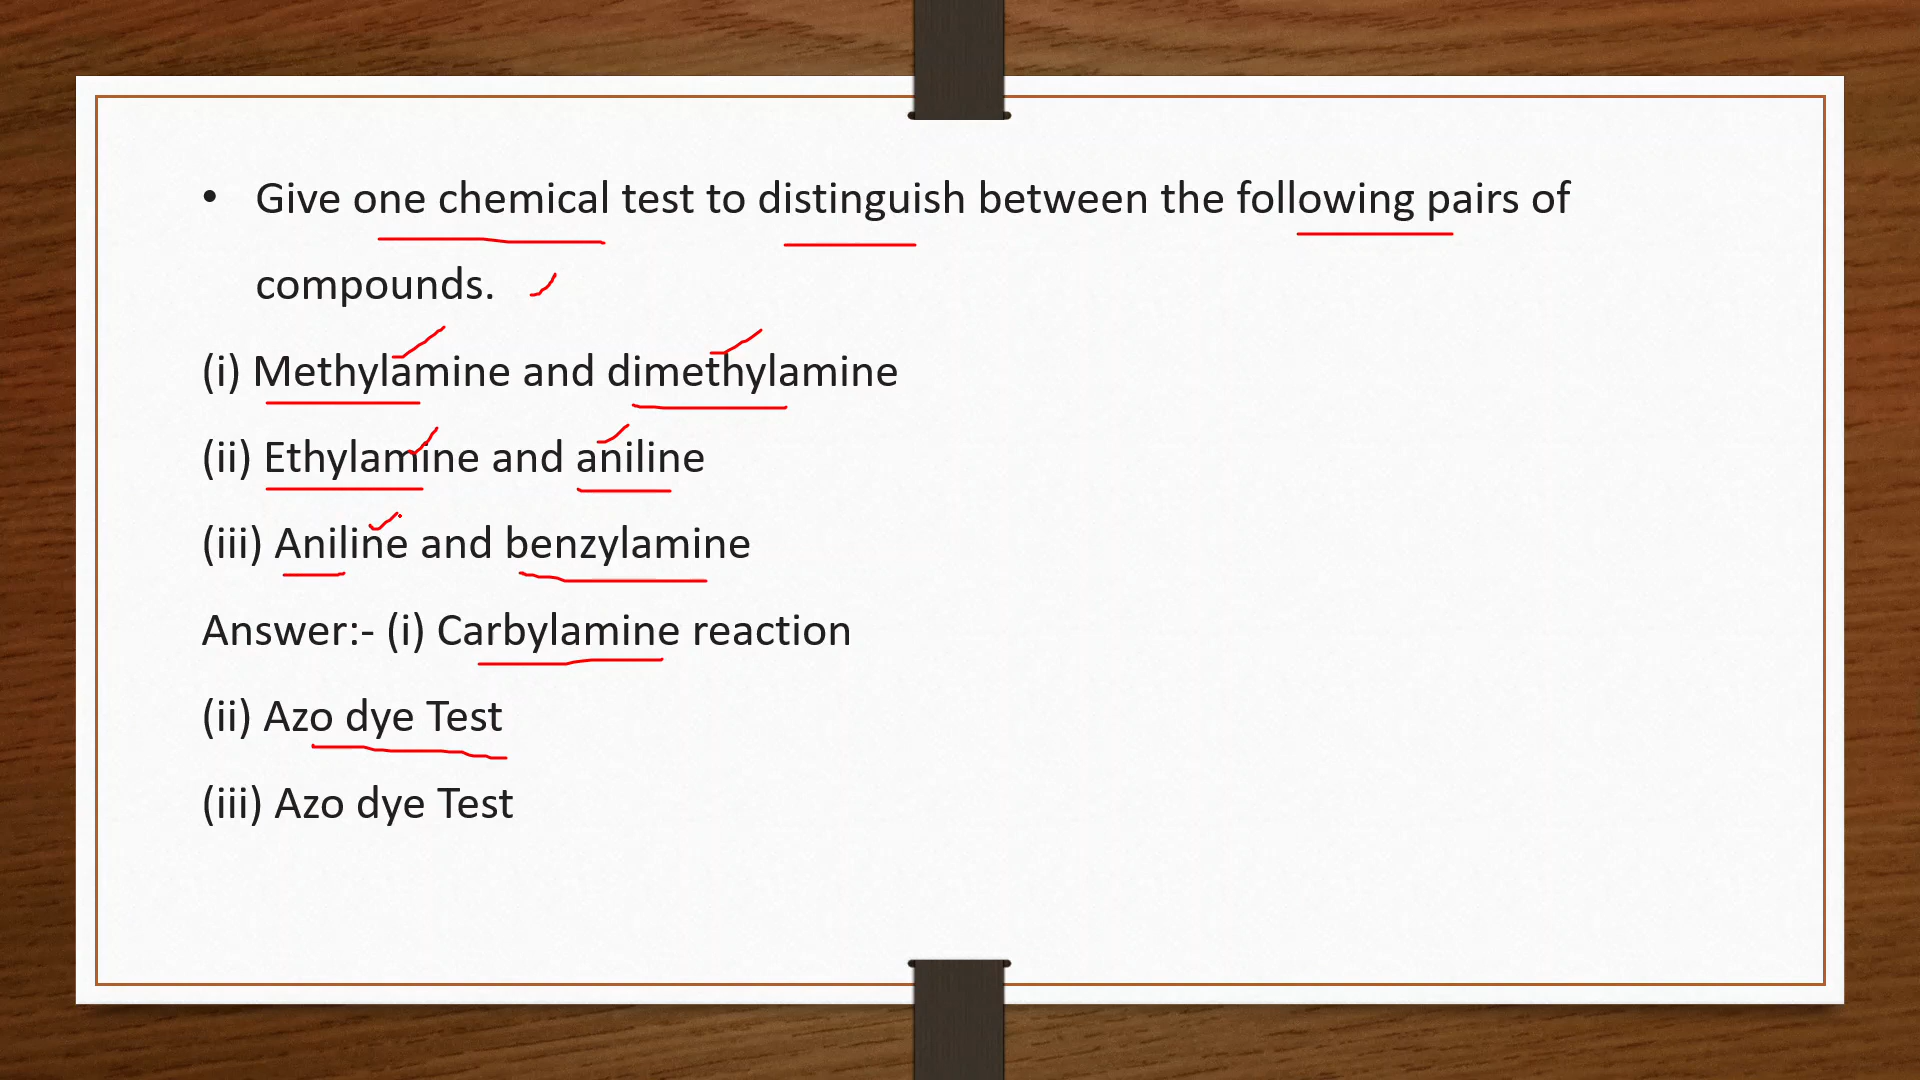 • Give one chemical test to distinguish between the following pairs of
compounds.
(i) Methylamine and dimethylamine
(ii) Ethylamine and aniline
(iii) Aniline and benzylamine
Answer:- (i) Carbylamine reaction
(ii) Azo dye Test
(iii) Azo dye Test